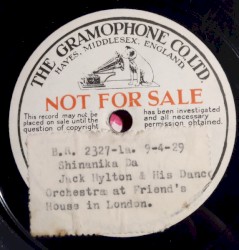 THE GRAMOPHONE CO. LTD.
HAYES, MIDDLESEX, ENGLAND
NOT FOR SALE
This record may not be placed on sale until the question of copyright
has been investigated and all necessary permission obtained.
B.A. 2327-1a. 9-4-29
Shinanika Da
Jack Hylton & His Dance
Orchestra at Friend's
House in London.